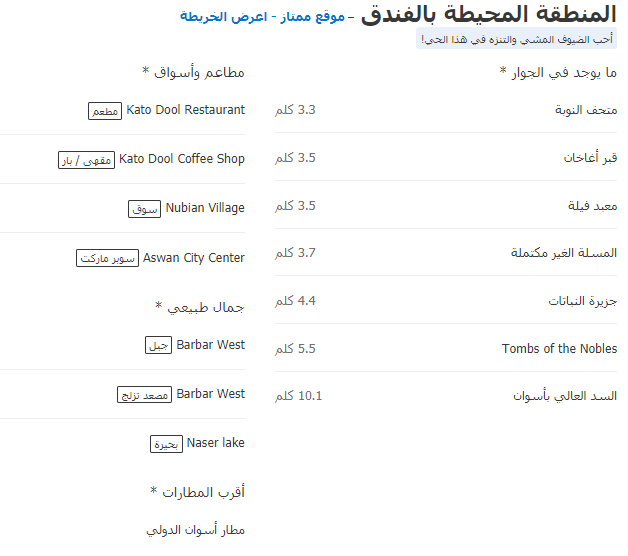 المنطقة المحيطة بالفندق – موقع ممتاز - اعرض الخريطة
أحب الضيوف المشي والتنزه في هذا الحي!
ما يوجد في الجوار *
متحف النوبة 3.3 كلم
قبر أغاخان 3.5 كلم
معبد فيلة 3.5 كلم
المسلة الغير مكتملة 3.7 كلم
جزيرة النباتات 4.4 كلم
Tombs of the Nobles 5.5 كلم
السد العالي بأسوان 10.1 كلم
مطاعم وأسواق *
Kato Dool Restaurant مطعم
Kato Dool Coffee Shop مقهى / بار
Nubian Village سوق
Aswan City Center سوبر ماركت
جمال طبيعي *
Barbar West جبل
Barbar West مصعد تزلج
Naser lake بحيرة
أقرب المطارات *
مطار أسوان الدولي